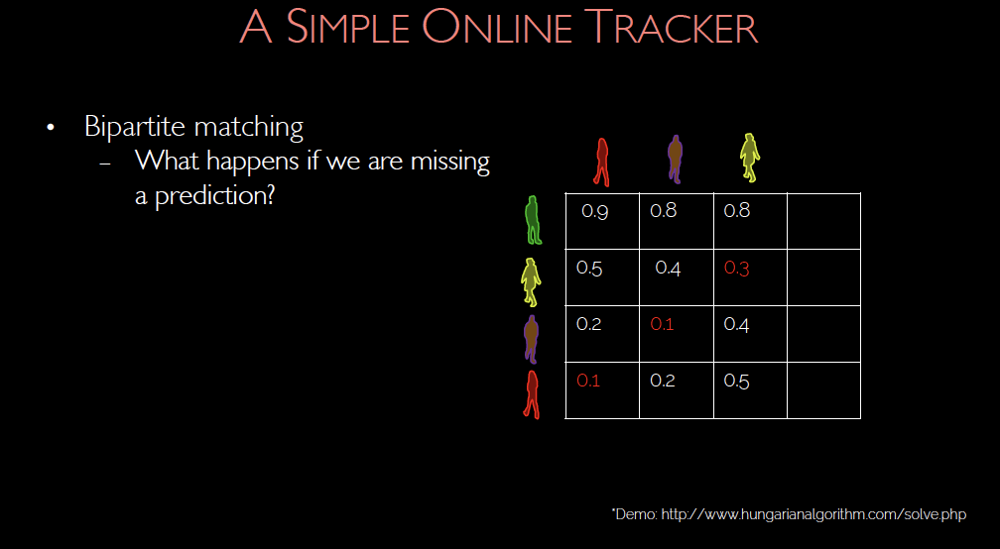 A SIMPLE ONLINE TRACKER
• Bipartite matching
– What happens if we are missing
a prediction?
0.9 0.8 0.8
0.5 0.4 0.3
0.2 0.1 0.4
0.1 0.2 0.5
*Demo: http://www.hungarianalgorithm.com/solve.php